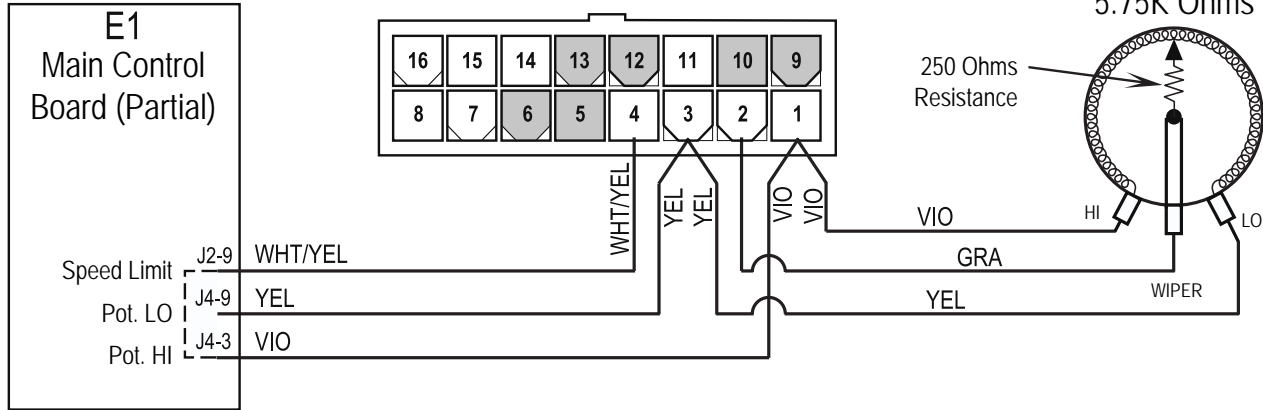 E1
Main Control
Board (Partial)
5.75K Ohms
16 15 14 13 12 11 10 9
8 7 6 5 4 3 2 1
250 Ohms
Resistance
WHT/YEL
YEL
YEL
VIO
VIO
HI
LO
VIO
GRA
WIPER
YEL
Speed Limit J2-9 WHT/YEL
Pot. LO J4-9 YEL
Pot. HI J4-3 VIO